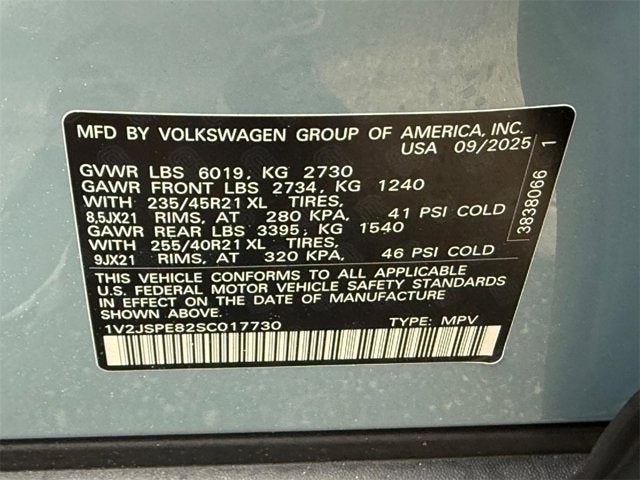 MFD BY VOLKSWAGEN GROUP OF AMERICA, INC.
USA 09/2025
GVWR LBS 6019, KG 2730
GAWR FRONT LBS 2734, KG 1240
WITH 235/45R21 XL TIRES,
8,5JX21 RIMS, AT 280 KPA, 41 PSI COLD
GAWR REAR LBS 3395, KG 1540
WITH 255/40R21 XL TIRES,
9JX21 RIMS, AT 320 KPA, 46 PSI COLD
THIS VEHICLE CONFORMS TO ALL APPLICABLE
U.S. FEDERAL MOTOR VEHICLE SAFETY STANDARDS
IN EFFECT ON THE DATE OF MANUFACTURE
SHOWN ABOVE
1V2JSPE82SC017730 TYPE: MPV
3838066 1